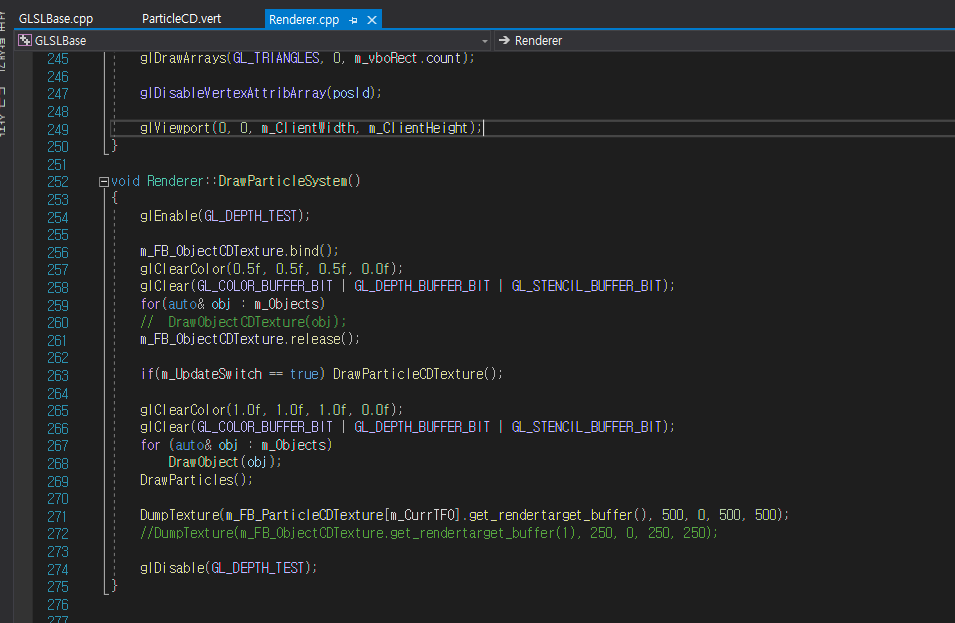 GLSLBase.cpp ParticleCD.vert Renderer.cpp
GLSLBase Renderer
245 glDrawArrays(GL_TRIANGLES, 0, m_vboRect.count);
246
247 glDisableVertexAttribArray(posId);
248
249 glViewport(0, 0, m_ClientWidth, m_ClientHeight);
250 }
251
252 void Renderer::DrawParticleSystem()
253 {
254 glEnable(GL_DEPTH_TEST);
255
256 m_FB_ObjectCDTexture.bind();
257 glClearColor(0.5f, 0.5f, 0.5f, 0.0f);
258 glClear(GL_COLOR_BUFFER_BIT | GL_DEPTH_BUFFER_BIT | GL_STENCIL_BUFFER_BIT);
259 for(auto& obj : m_Objects)
260 // DrawObjectCDTexture(obj);
261 m_FB_ObjectCDTexture.release();
262
263 if(m_UpdateSwitch == true) DrawParticleCDTexture();
264
265 glClearColor(1.0f, 1.0f, 1.0f, 0.0f);
266 glClear(GL_COLOR_BUFFER_BIT | GL_DEPTH_BUFFER_BIT | GL_STENCIL_BUFFER_BIT);
267 for (auto& obj : m_Objects)
268 DrawObject(obj);
269 DrawParticles();
270
271 DumpTexture(m_FB_ParticleCDTexture[m_CurrTFO].get_rendertarget_buffer(), 500, 0, 500, 500);
272 //DumpTexture(m_FB_ObjectCDTexture.get_rendertarget_buffer(1), 250, 0, 250, 250);
273
274 glDisable(GL_DEPTH_TEST);
275 }
276
277